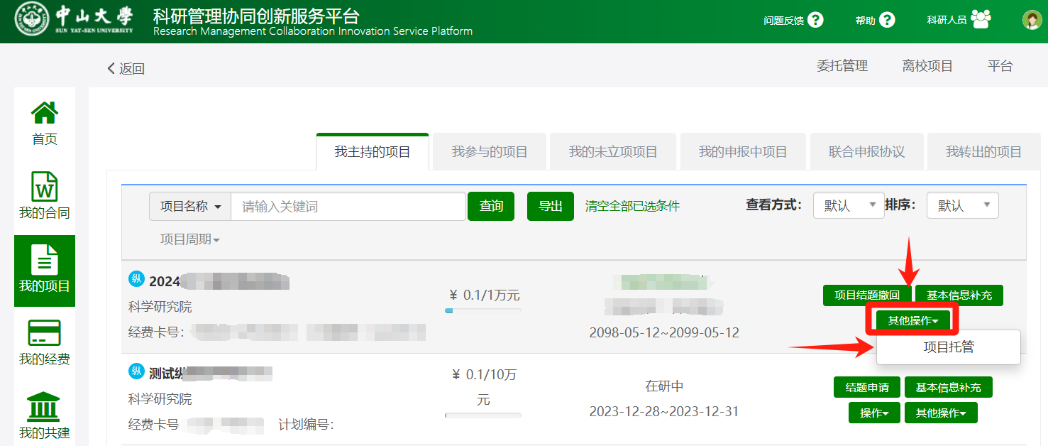 中山大學
SUN YAT-SEN UNIVERSITY
科研管理协同创新服务平台
Research Management Collaboration Innovation Service Platform
问题反馈 ?
帮助 ?
科研人员
返回
委托管理 离校项目 平台
首页
我的合同
我的项目
我的经费
我的共建
我主持的项目 我参与的项目 我的未立项项目 我的申报中项目 联合申报协议 我转出的项目
项目名称 请输入关键词 查询 导出 清空全部已选条件 查看方式: 默认 排序: 默认
项目周期
纵 2024
科学研究院
经费卡号:
¥ 0.1/1万元
2098-05-12~2099-05-12
项目结题撤回 基本信息补充
其他操作
项目托管
纵 测试纵
科学研究院
经费卡号 计划编号:
¥ 0.1/10万
元
在研中
2023-12-28~2023-12-31
结题申请 基本信息补充
操作 其他操作